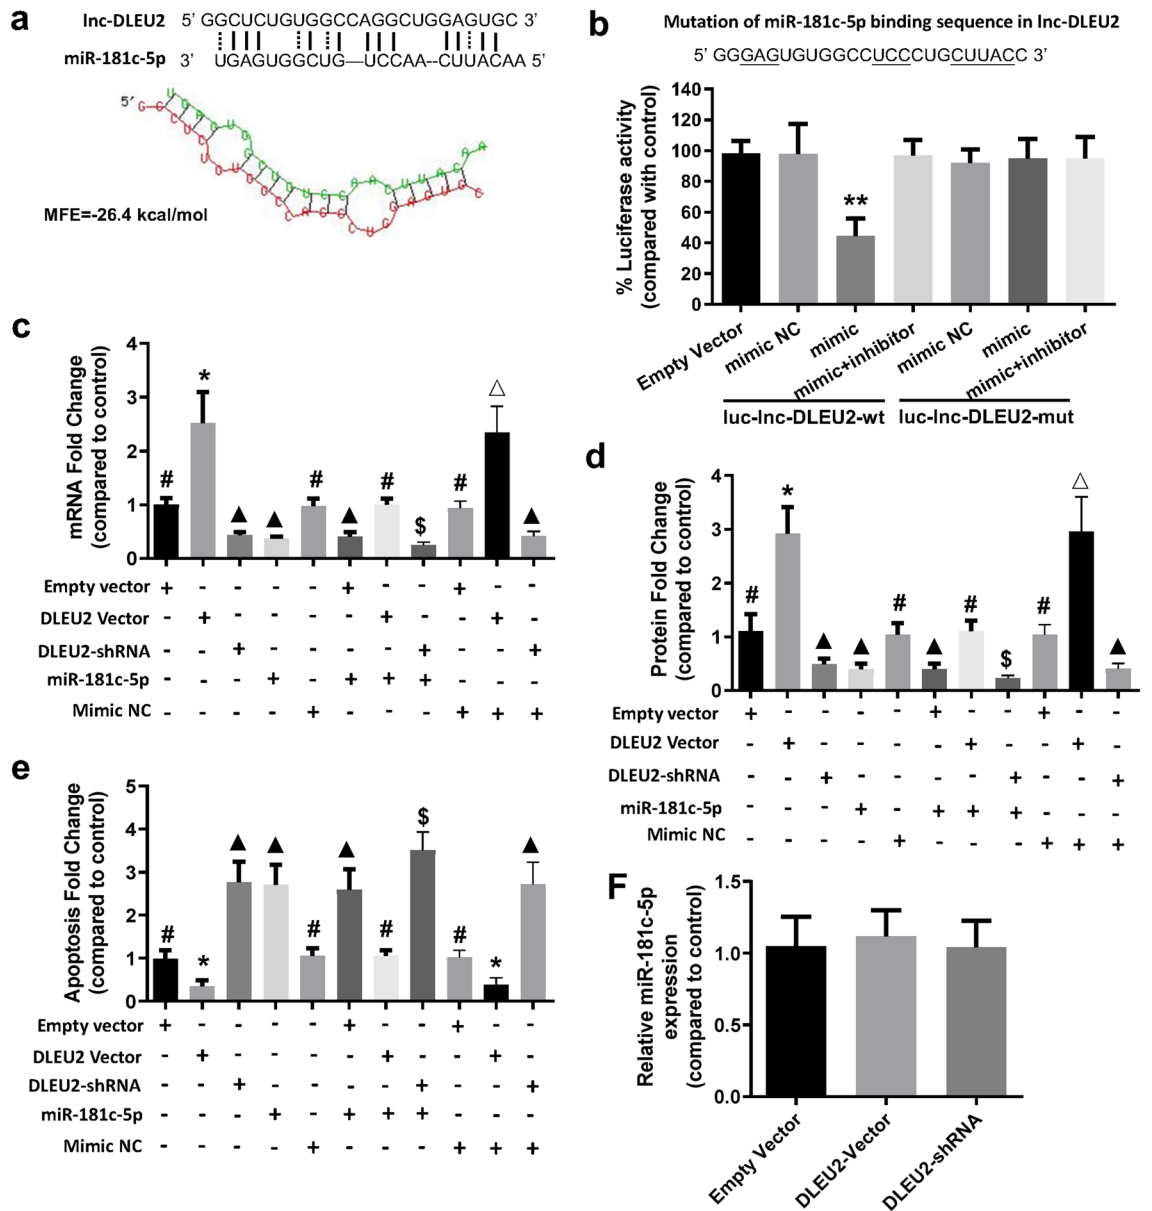 a
lnc-DLEU2 5' GGCUCUGUGGCCAGGCUGGAGUGC 3'
miR-181c-5p 3' UGAGUGGCUG—UCCAA--CUUACAA 5'
5'
MFE=-26.4 kcal/mol
b
Mutation of miR-181c-5p binding sequence in lnc-DLEU2
5' GGGAGUGUGGCCUCCCUGCUUACC 3'
% Luciferase activity
(compared with control)
140
120
100
80
60
40
20
0
**
Empty Vector
mimic NC
mimic
mimic+inhibitor
mimic NC
mimic
mimic+inhibitor
luc-lnc-DLEU2-wt
luc-lnc-DLEU2-mut
c
mRNA Fold Change
(compared to control)
4
3
2
1
0
# * ▲ ▲ # ▲ # $ # △ ▲
Empty vector + - - - - + - - + - -
DLEU2 Vector - + - - - - + - - + -
DLEU2-shRNA - - + - - - - + - - +
miR-181c-5p - - - + - + + + - - -
Mimic NC - - - - + - - - + + +
d
Protein Fold Change
(compared to control)
4
3
2
1
0
# * ▲ ▲ # ▲ # $ # △ ▲
Empty vector + - - - - + - - + - -
DLEU2 Vector - + - - - - + - - + -
DLEU2-shRNA - - + - - - - + - - +
miR-181c-5p - - - + - + + + - - -
Mimic NC - - - - + - - - + + +
e
Apoptosis Fold Change
(compared to control)
5
4
3
2
1
0
# * ▲ ▲ # ▲ # $ # * ▲
Empty vector + - - - - + - - + - -
DLEU2 Vector - + - - - - + - - + -
DLEU2-shRNA - - + - - - - + - - +
miR-181c-5p - - - + - + + + - - -
Mimic NC - - - - + - - - + + +
F
Relative miR-181c-5p
expression
(compared to control)
1.5
1.0
0.5
0.0
Empty Vector
DLEU2-Vector
DLEU2-shRNA